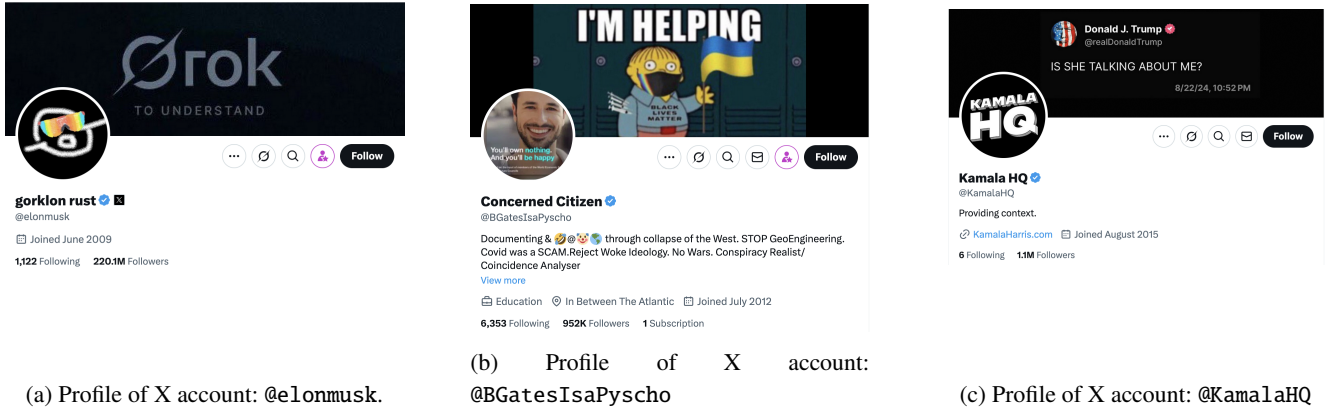 Ørok
TO UNDERSTAND
Follow
gorklon rust
@elonmusk
Joined June 2009
1,122 Following 220.1M Followers
(a) Profile of X account: @elonmusk.
I'M HELPING
BLACK
LIVES
MATTER
You'll own nothing.
And you'll be happy
Follow
Concerned Citizen
@BGatesIsaPyscho
Documenting & 🤣@🤡🌎 through collapse of the West. STOP GeoEngineering.
Covid was a SCAM.Reject Woke Ideology. No Wars. Conspiracy Realist/
Coincidence Analyser
View more
Education In Between The Atlantic Joined July 2012
6,353 Following 952K Followers 1 Subscription
(b) Profile of X account:
@BGatesIsaPyscho
Donald J. Trump
@realDonaldTrump
IS SHE TALKING ABOUT ME?
8/22/24, 10:52 PM
KAMALA
HQ
Follow
Kamala HQ
@KamalaHQ
Providing context.
KamalaHarris.com Joined August 2015
6 Following 1.1M Followers
(c) Profile of X account: @KamalaHQ